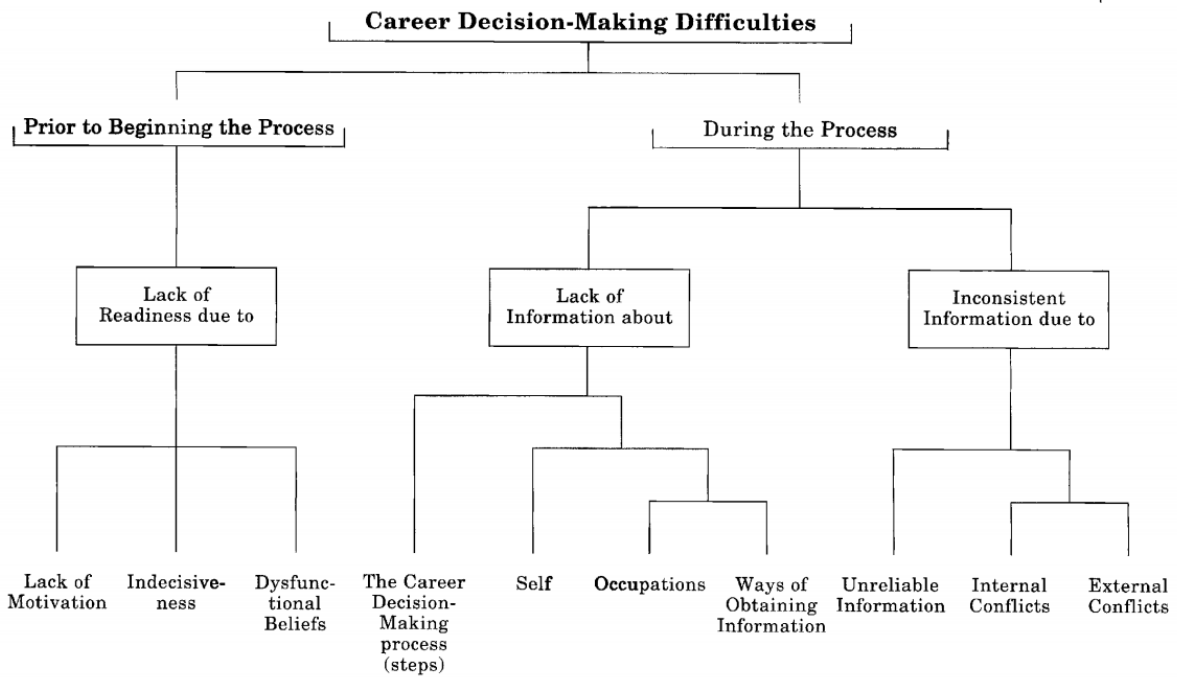 Career Decision-Making Difficulties
Prior to Beginning the Process
During the Process
Lack of
Readiness due to
Lack of
Information about
Inconsistent
Information due to
Lack of
Motivation
Indecisive-
ness
Dysfunc-
tional
Beliefs
The Career
Decision-
Making
process
(steps)
Self
Occupations
Ways of
Obtaining
Information
Unreliable
Information
Internal
Conflicts
External
Conflicts